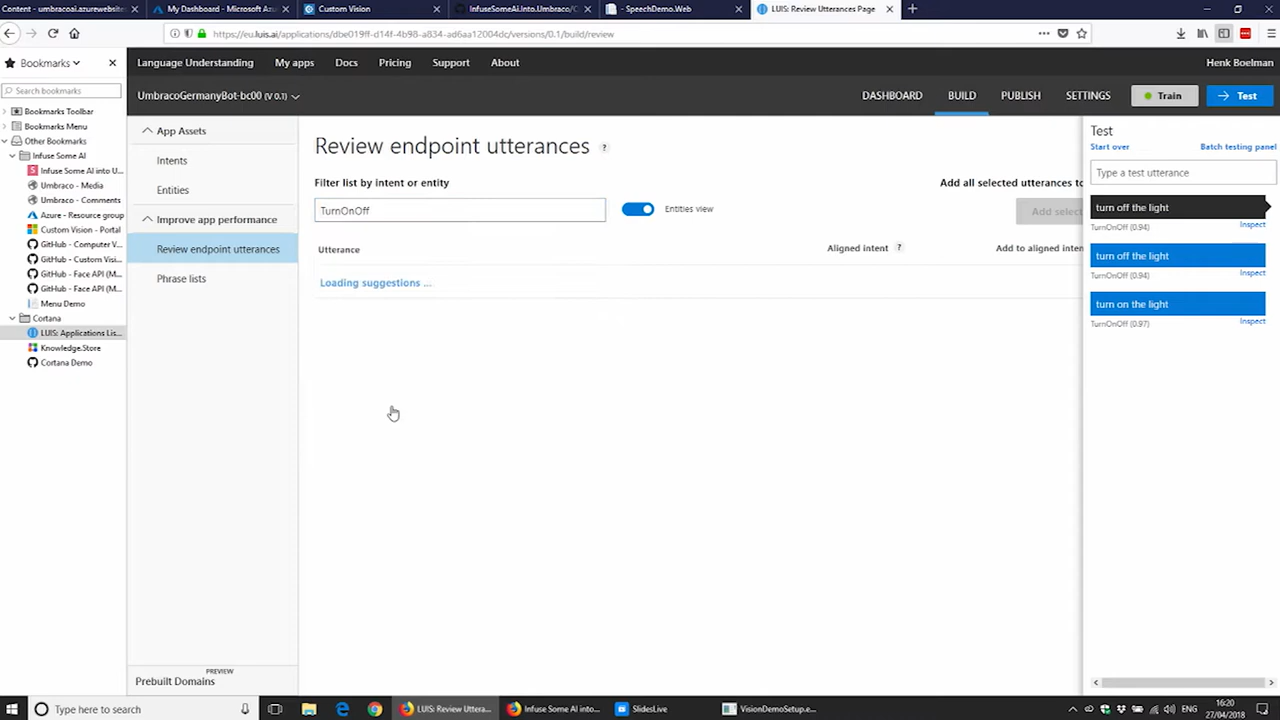 Content - umbracoai.azurewebsite
My Dashboard - Microsoft Az
Custom Vision
InfuseSomeAI.Into.Umbraco/C
- SpeechDemo.Web
LUIS: Review Utterances Page
https://eu.luis.ai/applications/dbe019ff-d14f-4b98-a834-ad6aa12004dc/versions/0.1/build/review
Bookmarks
Language Understanding
My apps
Docs
Pricing
Support
About
Henk Boelman
Search bookmarks
UmbracoGermanyBot-bc00 (V 0.1)
DASHBOARD
BUILD
PUBLISH
SETTINGS
Train
Test
Bookmarks Toolbar
Bookmarks Menu
Other Bookmarks
Infuse Some AI
Infuse Some AI into U...
Umbraco - Media
Umbraco - Comments
Azure - Resource group
Custom Vision - Portal
GitHub - Computer V
GitHub - Custom Visi...
GitHub - Face API (M...
GitHub - Face API (M...
Menu Demo
Cortana
LUIS: Applications Lis...
Knowledge.Store
Cortana Demo
App Assets
Intents
Entities
Improve app performance
Review endpoint utterances
Phrase lists
PREVIEW
Prebuilt Domains
Review endpoint utterances ?
Filter list by intent or entity
Add all selected utterances to
TurnOnOff
Entities view
Add select
Utterance
Aligned intent ?
Add to aligned inten
Loading suggestions ...
Test
Start over
Batch testing panel
Type a test utterance
turn off the light
TurnOnOff (0.94)
Inspect
turn off the light
TurnOnOff (0.94)
Inspect
turn on the light
TurnOnOff (0.97)
Inspect
Type here to search
LUIS: Review Uttera...
Infuse Some AI into...
SlidesLive
VisionDemoSetup.e...
ENG
16:20
27/04/2018